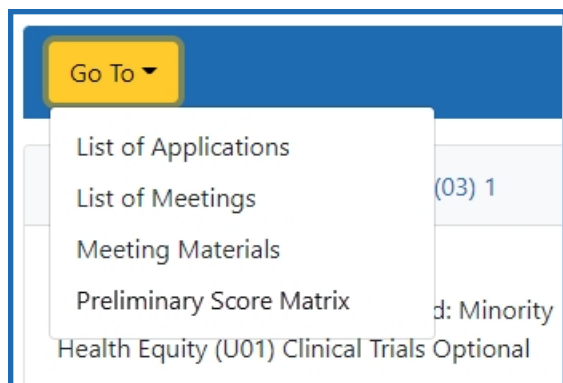 Go To
List of Applications
List of Meetings
(03) 1
Meeting Materials
Preliminary Score Matrix
d: Minority
Health Equity (U01) Clinical Trials Optional